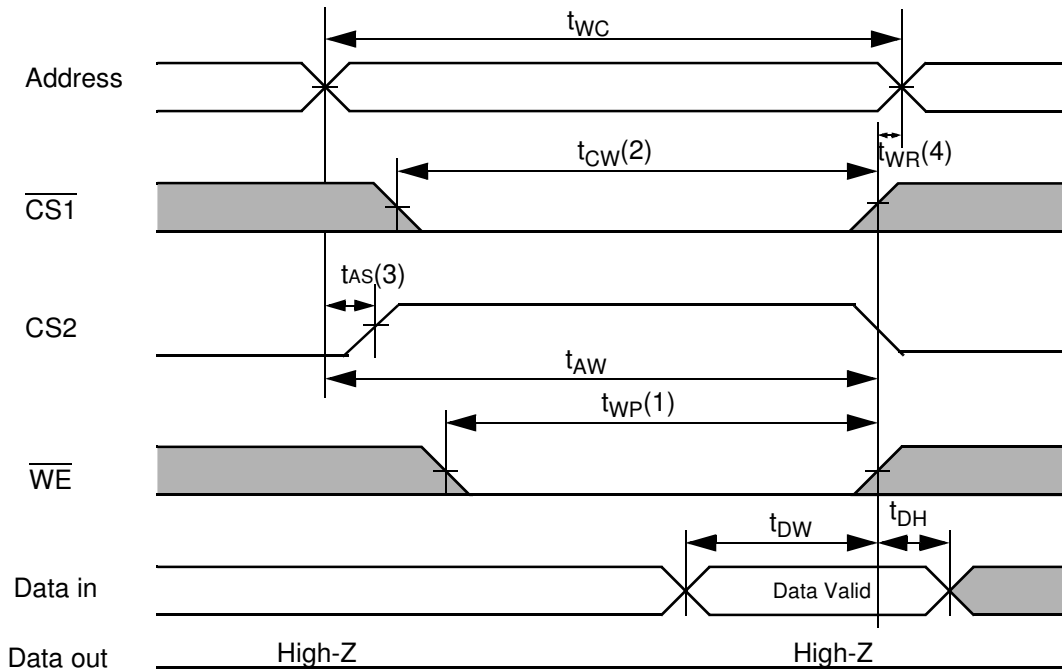 tWC
Address
tCW(2)
tWR(4)
CS1
tAS(3)
CS2
tAW
tWP(1)
WE
tDW
tDH
Data in
Data Valid
Data out
High-Z
High-Z